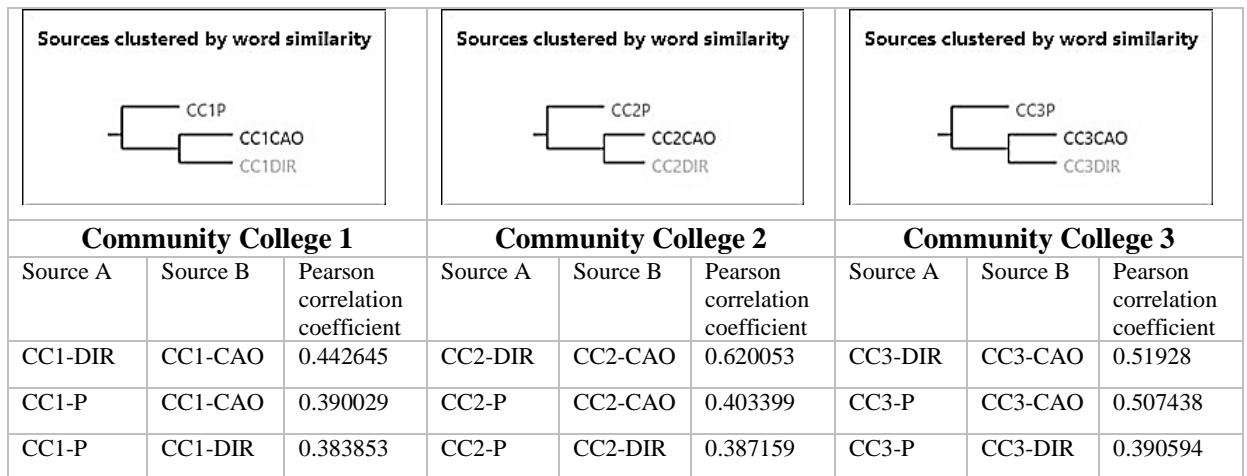 Sources clustered by word similarity
CC1P
CC1CAO
CC1DIR
Sources clustered by word similarity
CC2P
CC2CAO
CC2DIR
Sources clustered by word similarity
CC3P
CC3CAO
CC3DIR
Community College 1 Community College 2 Community College 3
Source A Source B Pearson correlation coefficient Source A Source B Pearson correlation coefficient Source A Source B Pearson correlation coefficient
CC1-DIR CC1-CAO 0.442645 CC2-DIR CC2-CAO 0.620053 CC3-DIR CC3-CAO 0.51928
CC1-P CC1-CAO 0.390029 CC2-P CC2-CAO 0.403399 CC3-P CC3-CAO 0.507438
CC1-P CC1-DIR 0.383853 CC2-P CC2-DIR 0.387159 CC3-P CC3-DIR 0.390594